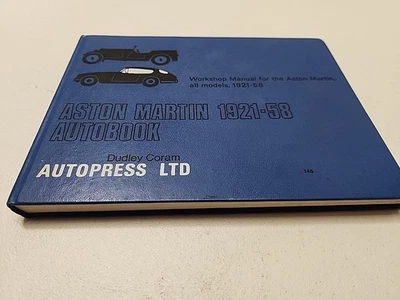 Workshop Manual for the Aston Martin,
all models, 1921-58
ASTON MARTIN 1921-58
AUTOBOOK
Dudley Coram
AUTOPRESS LTD